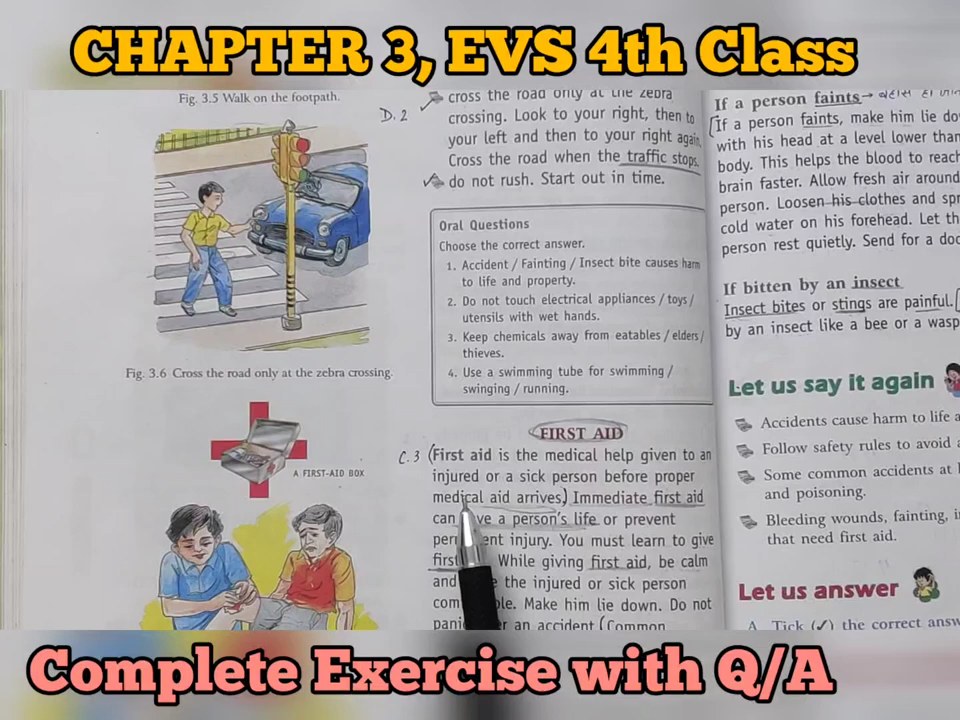 CHAPTER 3, EVS 4th Class
Fig. 3.5 Walk on the footpath.
Fig. 3.6 Cross the road only at the zebra crossing.
A FIRST-AID BOX
D.2
cross the road only at the zebra
crossing. Look to your right, then to
your left and then to your right again.
Cross the road when the traffic stops.
do not rush. Start out in time.
Oral Questions
Choose the correct answer.
1. Accident / Fainting / Insect bite causes harm
to life and property.
2. Do not touch electrical appliances / toys /
utensils with wet hands.
3. Keep chemicals away from eatables / elders /
thieves.
4. Use a swimming tube for swimming /
swinging / running.
FIRST AID
C.3 (First aid is the medical help given to an
injured or a sick person before proper
medical aid arrives.) Immediate first aid
can a person's life or prevent
injury. You must learn to give
first While giving first aid, be calm
and the injured or sick person
Make him lie down. Do not
an accident (Common
If a person faints →
[If a person faints, make him lie
with his head at a level lower than
body. This helps the blood to reach
brain faster. Allow fresh air around
person. Loosen his clothes and
cold water on his forehead. Let
person rest quietly. Send for a
If bitten by an insect
Insect bites or stings are painful. [
by an insect like a bee or a wasp
Let us say it again
Accidents cause harm to life
Follow safety rules to avoid
Some common accidents at
and poisoning.
Bleeding wounds, fainting,
that need first aid.
Let us answer
A. Tick (✓) the correct
Complete Exercise with Q/A